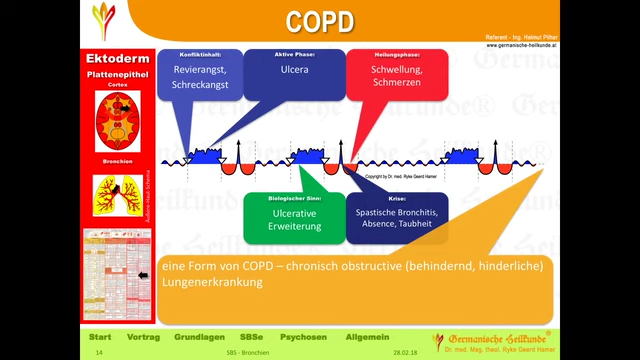 COPD
Referent - Ing. Helmut Pilhar
www.germanische-heilkunde.at
Ektoderm
Plattenepithel
Cortex
Bronchien
Äußere-Haut-Schema
Konfliktinhalt:
Revierangst,
Schreckangst
Aktive Phase:
Ulcera
Heilungsphase:
Schwellung,
Schmerzen
Copyright by Dr. med. Ryke Geerd Hamer
Biologischer Sinn:
Ulcerative
Erweiterung
Krise:
Spastische Bronchitis,
Absence, Taubheit
eine Form von COPD – chronisch obstructive (behindernd, hinderliche)
Lungenerkrankung
Start Vortrag Grundlagen SBSe Psychosen Allgemein
14 SBS - Bronchien 28.02.18
Germanische Heilkunde®
Dr. med. Mag. theol. Ryke Geerd Hamer